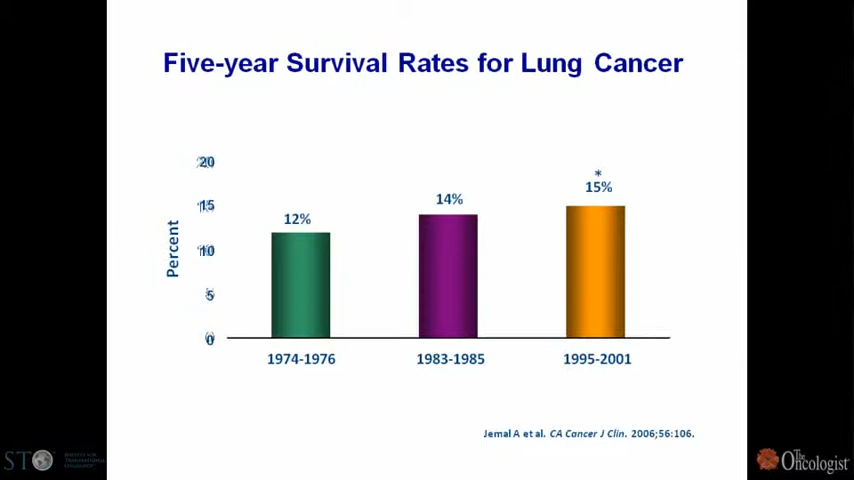 Five-year Survival Rates for Lung Cancer
20
15
10
5
0
Percent
12%
14%
*
15%
1974-1976
1983-1985
1995-2001
Jemal A et al. CA Cancer J Clin. 2006;56:106.
The
Oncologist